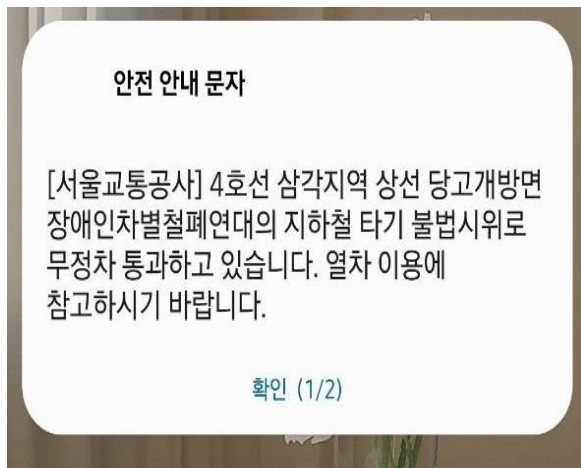 안전 안내 문자
[서울교통공사] 4호선 삼각지역 상선 당고개방면
장애인차별철폐연대의 지하철 타기 불법시위로
무정차 통과하고 있습니다. 열차 이용에
참고하시기 바랍니다.
확인 (1/2)